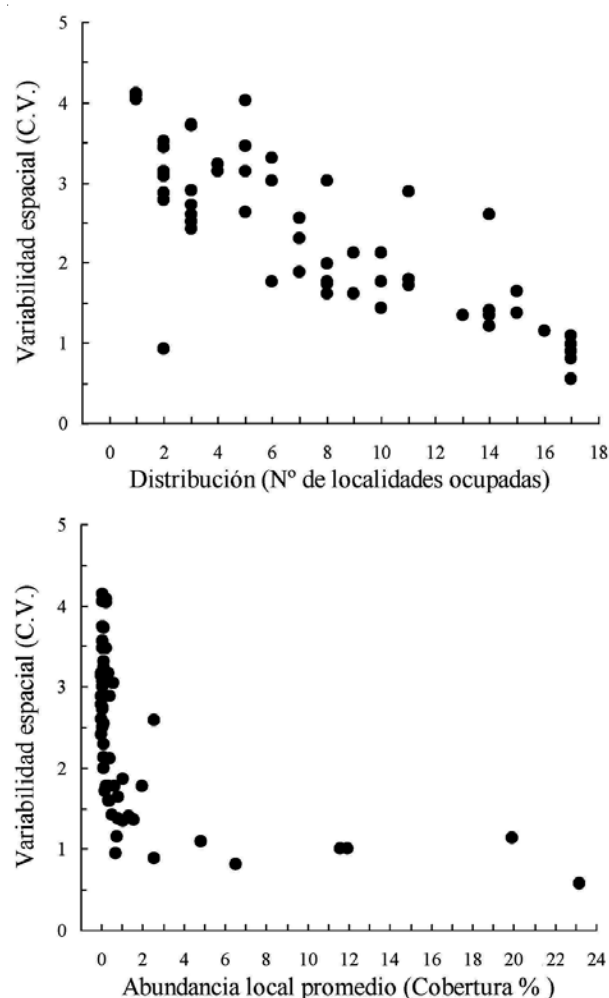 5
4
3
2
1
0
Variabilidad espacial (C.V.)
0 2 4 6 8 10 12 14 16 18
Distribución (Nº de localidades ocupadas)
5
4
3
2
1
0
Variabilidad espacial (C.V.)
0 2 4 6 8 10 12 14 16 18 20 22 24
Abundancia local promedio (Cobertura % )